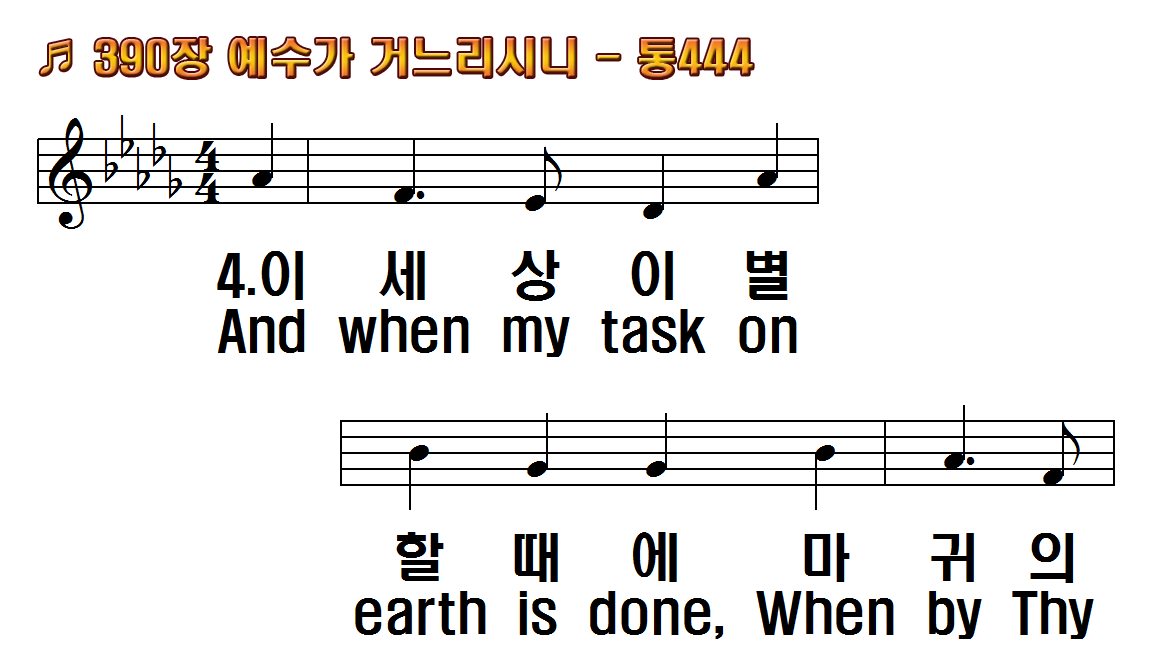 ♬ 390장 예수가 거느리시니 - 통444
4.이 세 상 이 별
And when my task on
할 때 에 마 귀 의
earth is done, When by Thy